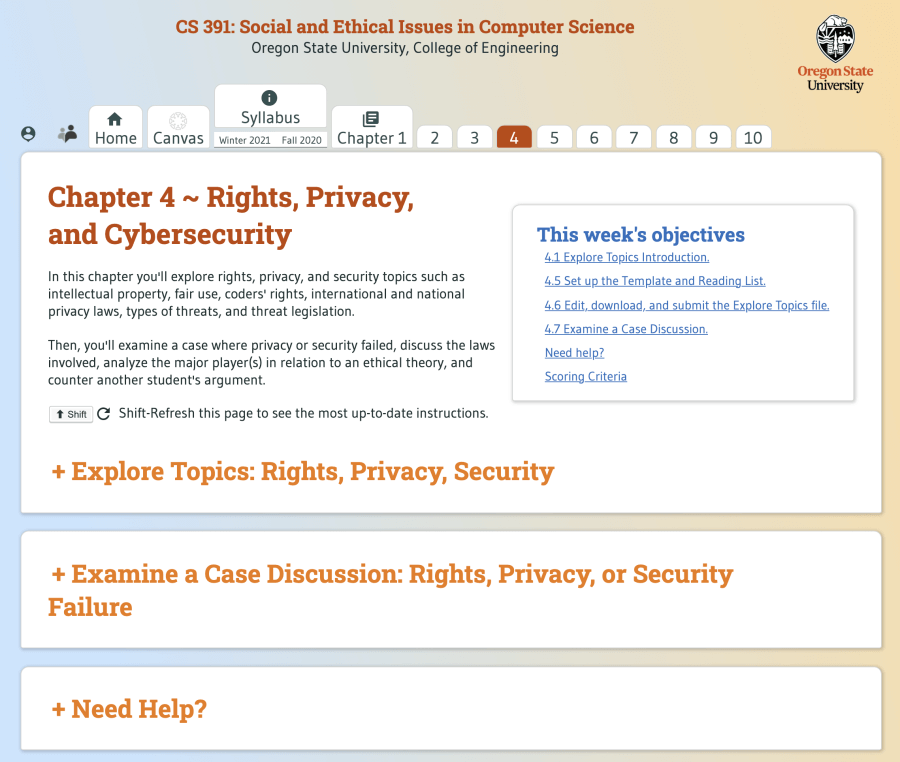 CS 391: Social and Ethical Issues in Computer Science
Oregon State University, College of Engineering
Oregon State
University
Home
Canvas
Syllabus
Winter 2021 Fall 2020
Chapter 1
2
3
4
5
6
7
8
9
10
Chapter 4 ~ Rights, Privacy,
and Cybersecurity
In this chapter you'll explore rights, privacy, and security topics such as
intellectual property, fair use, coders' rights, international and national
privacy laws, types of threats, and threat legislation.
Then, you'll examine a case where privacy or security failed, discuss the laws
involved, analyze the major player(s) in relation to an ethical theory, and
counter another student's argument.
Shift Shift-Refresh this page to see the most up-to-date instructions.
This week's objectives
4.1 Explore Topics Introduction.
4.5 Set up the Template and Reading List.
4.6 Edit, download, and submit the Explore Topics file.
4.7 Examine a Case Discussion.
Need help?
Scoring Criteria
+ Explore Topics: Rights, Privacy, Security
+ Examine a Case Discussion: Rights, Privacy, or Security
Failure
+ Need Help?